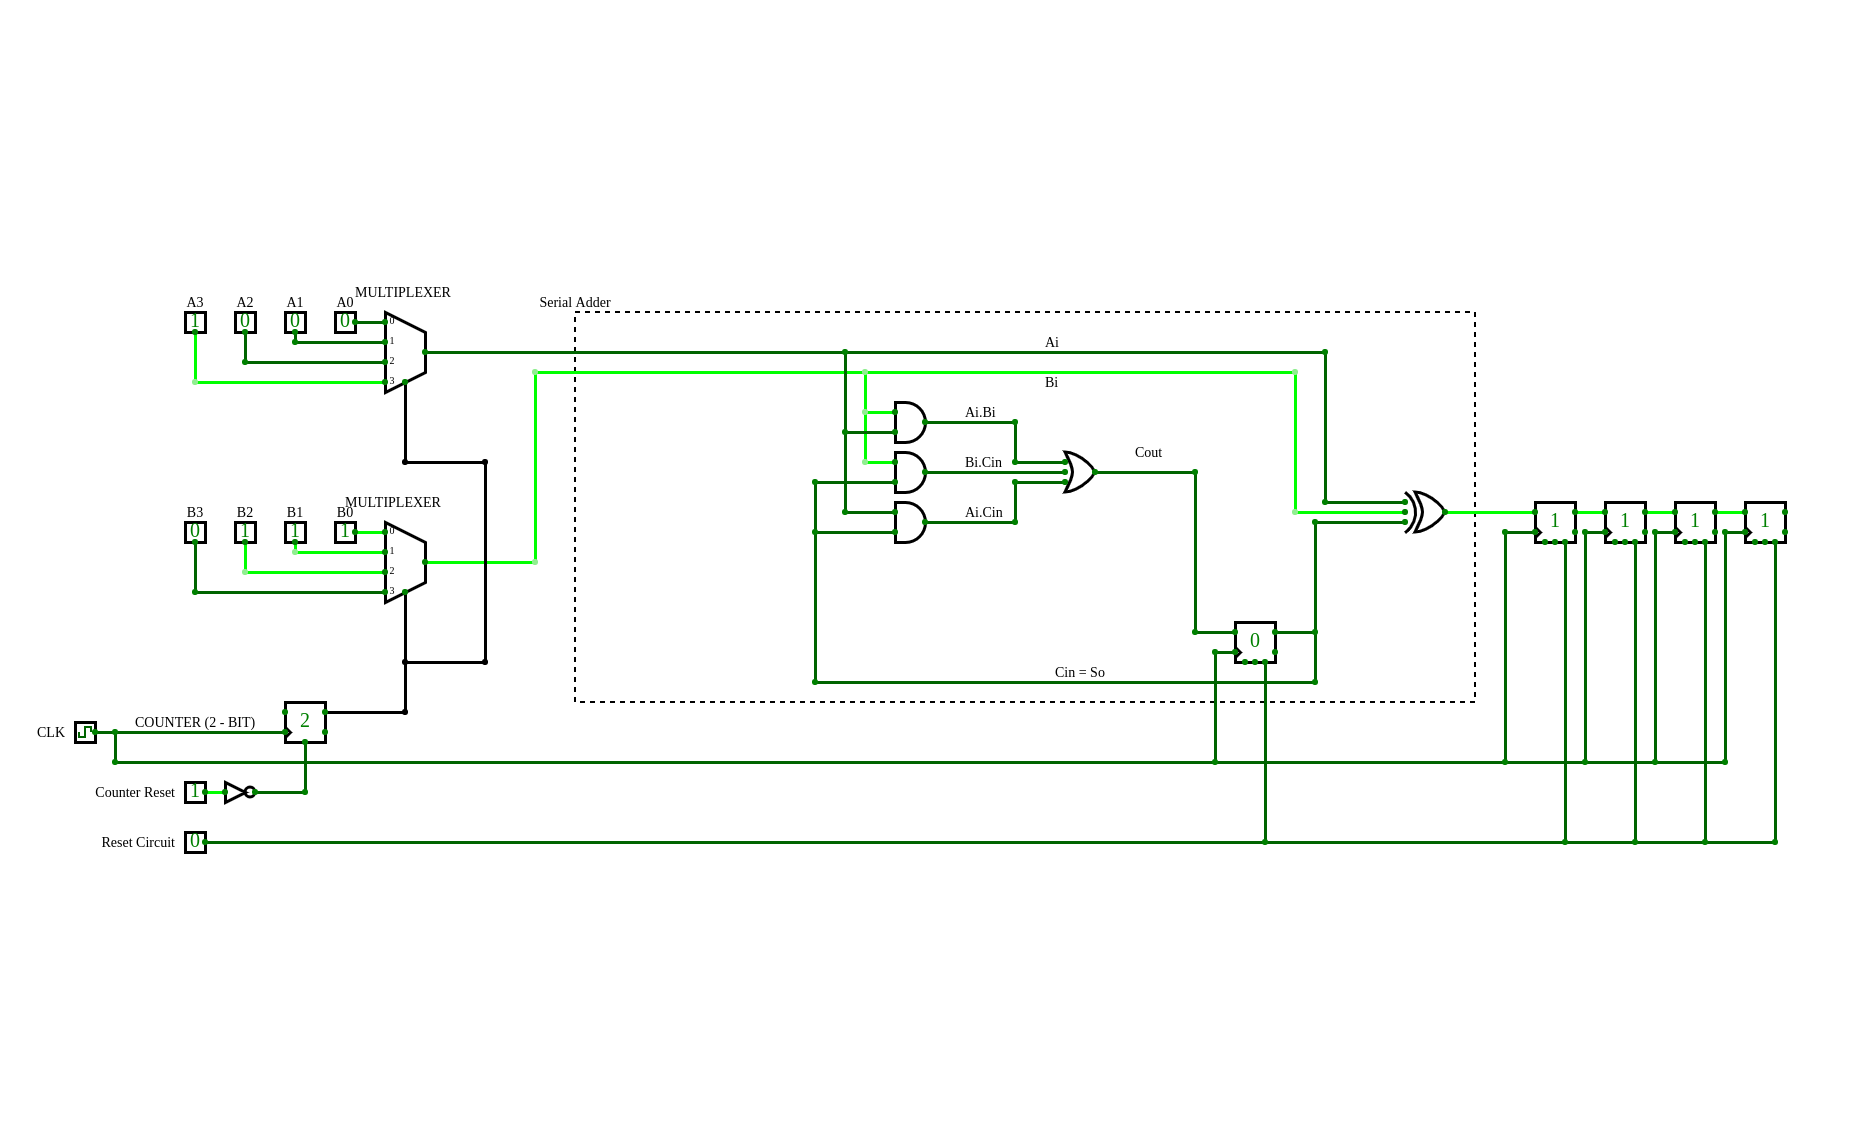 MULTIPLEXER
Serial Adder
A3 A2 A1 A0
1 0 0 0
0
1
2
3
Ai
Bi
Ai.Bi
Bi.Cin
Cout
Ai.Cin
MULTIPLEXER
B3 B2 B1 B0
0 1 1 1
0
1
2
3
1 1 1 1
0
Cin = So
COUNTER (2 - BIT)
2
CLK
Counter Reset
1
Reset Circuit
0